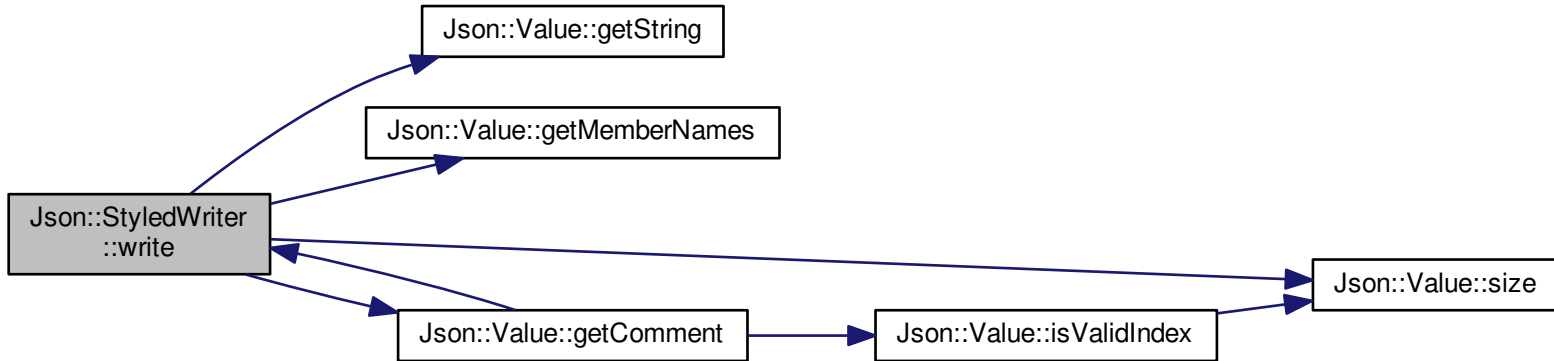 Json::Value::getString
Json::Value::getMemberNames
Json::StyledWriter
::write
Json::Value::size
Json::Value::getComment
Json::Value::isValidIndex